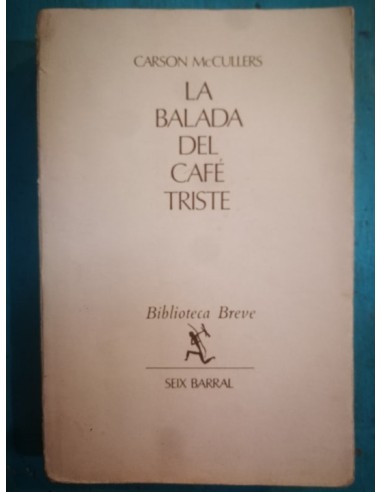 CARSON McCULLERS
LA
BALADA
DEL
CAFÉ
TRISTE
Biblioteca Breve
SEIX BARRAL